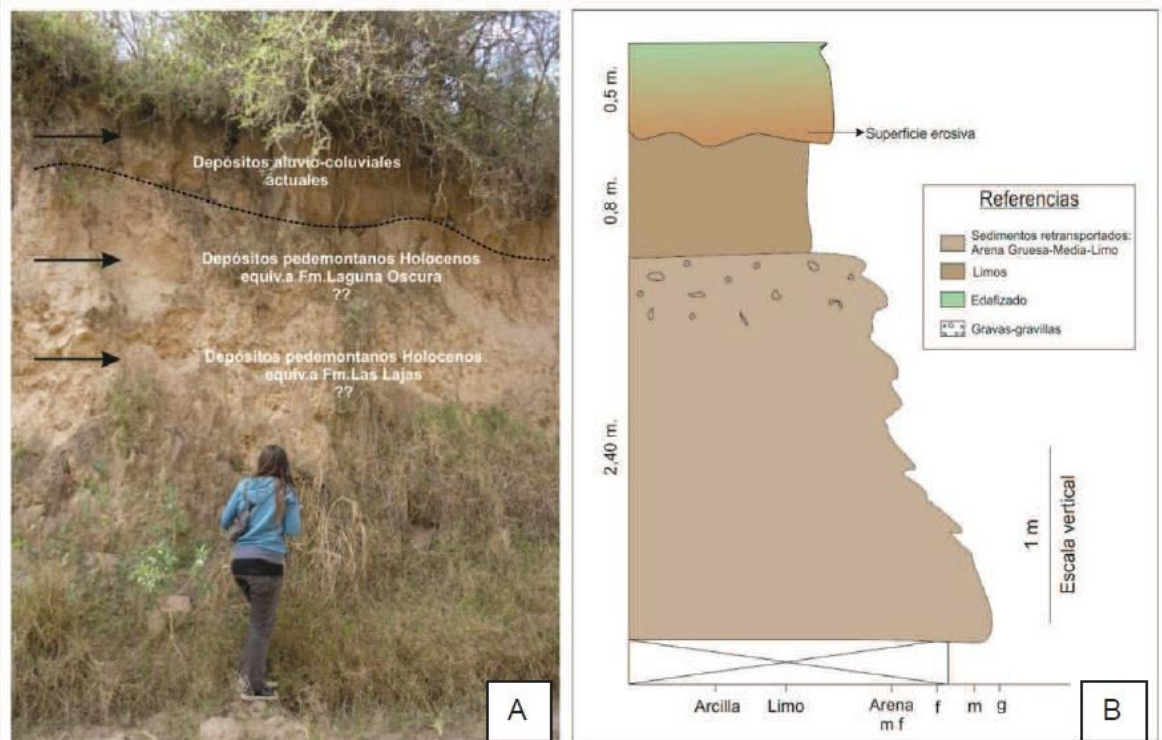 Depósitos aluvio-coluviales
actuales
Depósitos pedemontanos Holocenos
equiv.a Fm.Laguna Oscura
??
Depósitos pedemontanos Holocenos
equiv.a Fm.Las Lajas
??
A
0,5 m.
0,8 m.
2,40 m.
Superficie erosiva
Referencias
Sedimentos retransportados:
Arena Gruesa-Media-Limo
Limos
Edafizado
Gravas-gravillas
1 m
Escala vertical
Arcilla Limo Arena f m g
m f
B